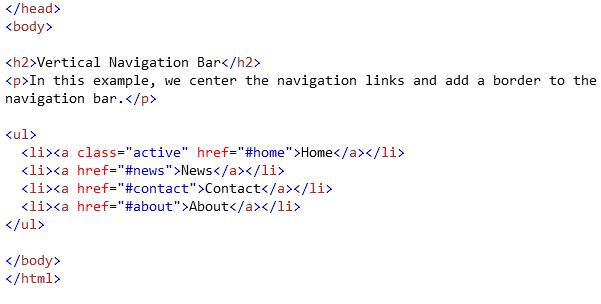 </head>
<body>
<h2>Vertical Navigation Bar</h2>
<p>In this example, we center the navigation links and add a border to the
navigation bar.</p>
<ul>
  <li><a class="active" href="#home">Home</a></li>
  <li><a href="#news">News</a></li>
  <li><a href="#contact">Contact</a></li>
  <li><a href="#about">About</a></li>
</ul>
</body>
</html>